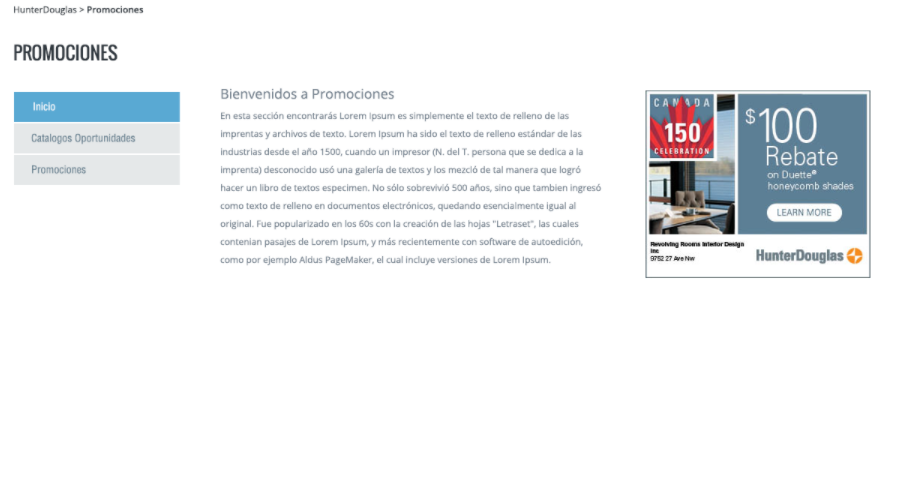 HunterDouglas > Promociones
PROMOCIONES
Inicio
Catalogos Oportunidades
Promociones
Bienvenidos a Promociones
En esta sección encontrarás Lorem Ipsum es simplemente el texto de relleno de las
imprentas y archivos de texto. Lorem Ipsum ha sido el texto de relleno estándar de las
industrias desde el año 1500, cuando un impresor (N. del T. persona que se dedica a la
imprenta) desconocido usó una galería de textos y los mezcló de tal manera que logró
hacer un libro de textos especimen. No sólo sobrevivió 500 años, sino que tambien ingresó
como texto de relleno en documentos electrónicos, quedando esencialmente igual al
original. Fue popularizado en los 60s con la creación de las hojas "Letraset", las cuales
contenian pasajes de Lorem Ipsum, y más recientemente con software de autoedición,
como por ejemplo Aldus PageMaker, el cual incluye versiones de Lorem Ipsum.
CANADA
150
CELEBRATION
$100
Rebate
on Duette®
honeycomb shades
LEARN MORE
Revolving Rooms Interior Design
Inc
9752 27 Ave Nw
HunterDouglas